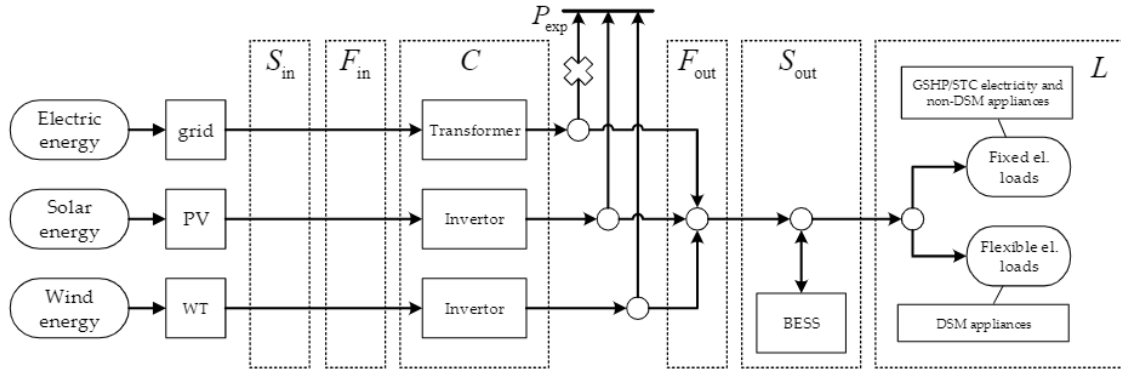 P_exp
S_in
F_in
C
F_out
S_out
L
GSHP/STC electricity and
non-DSM appliances
Electric
energy
grid
Transformer
Fixed el.
loads
Solar
energy
PV
Invertor
Flexible el.
loads
Wind
energy
WT
Invertor
BESS
DSM appliances